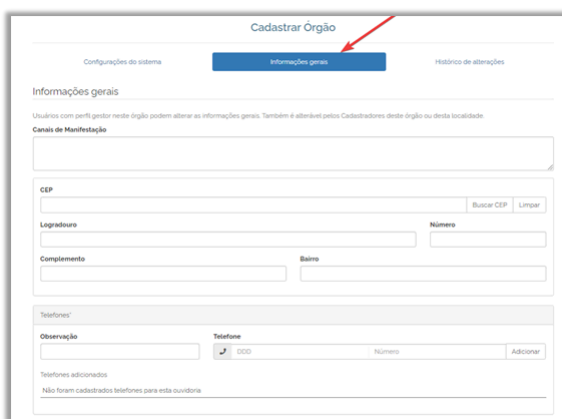 Cadastrar Órgão
Configurações do sistema
Informações gerais
Histórico de alterações
Informações gerais
Usuários com perfil gestor neste órgão podem alterar as informações gerais. Também é alterável pelos Cadastradores deste órgão ou desta localidade.
Canais de Manifestação
CEP
Buscar CEP Limpar
Logradouro Número
Complemento Bairro
Telefones*
Observação Telefone
DDD Número Adicionar
Telefones adicionados
Não foram cadastrados telefones para esta ouvidoria